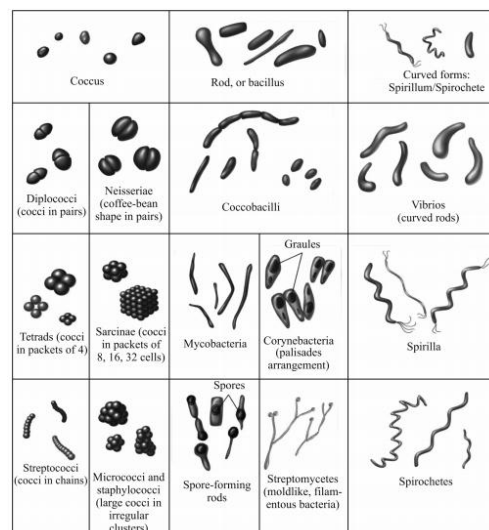 Coccus
Rod, or bacillus
Curved forms:
Spirillum/Spirochete
Diplococci
(cocci in pairs)
Neisseriae
(coffee-bean
shape in pairs)
Coccobacilli
Vibrios
(curved rods)
Tetrads (cocci
in packets of 4)
Sarcinae (cocci
in packets of
8, 16, 32 cells)
Mycobacteria
Graules
Corynebacteria
(palisades
arrangement)
Spirilla
Streptococci
(cocci in chains)
Micrococci and
staphylococci
(large cocci in
irregular
clusters)
Spores
Spore-forming
rods
Streptomycetes
(moldlike, filam-
entous bacteria)
Spirochetes